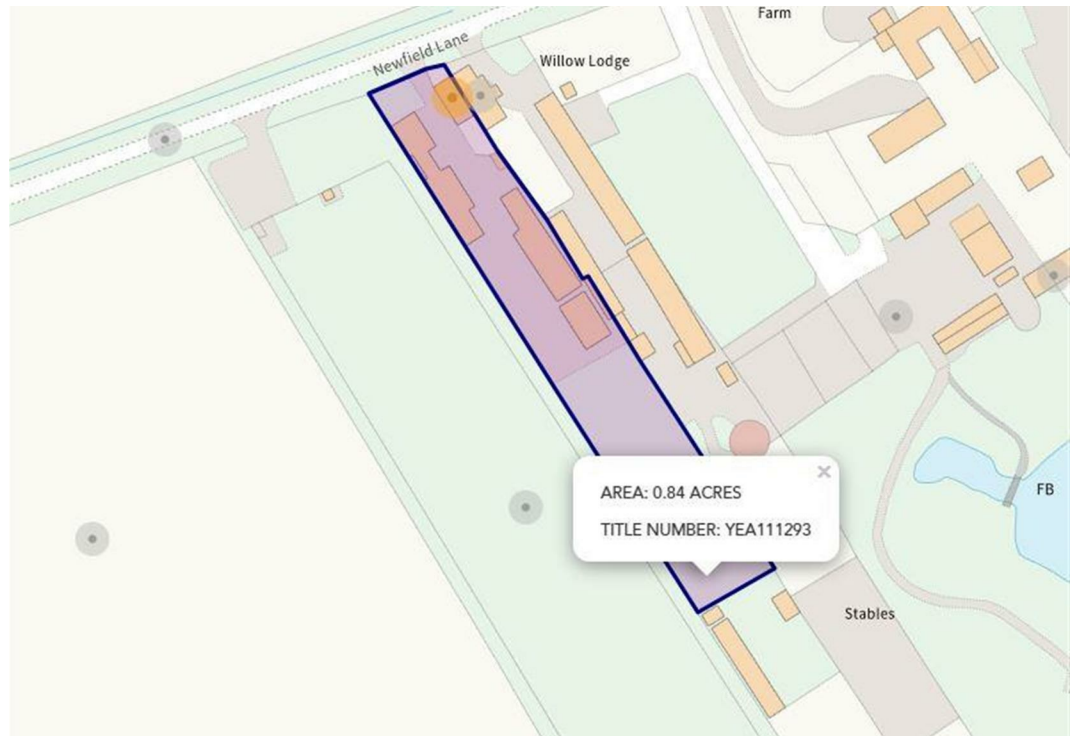 Farm
Newfield Lane
Willow Lodge
×
AREA: 0.84 ACRES
TITLE NUMBER: YEA111293
FB
Stables